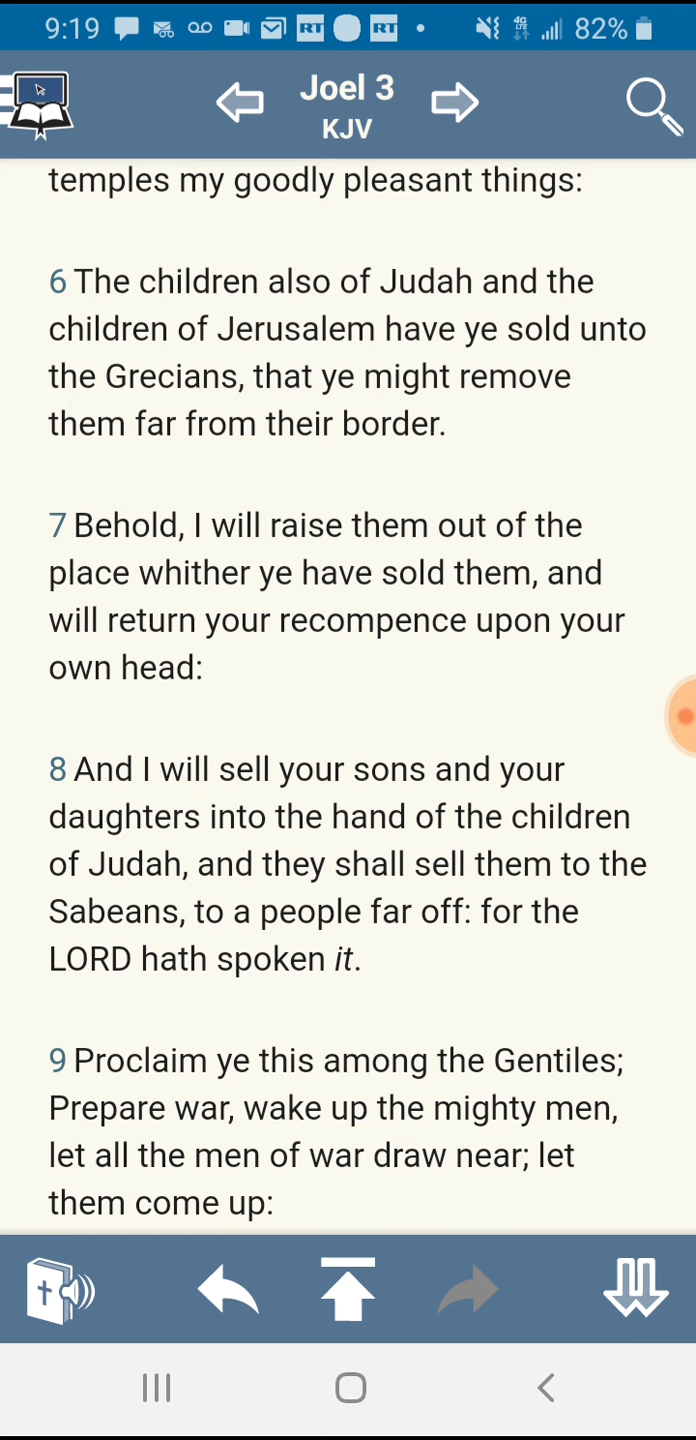 9:19 RT RT 4G LTE 82%
Joel 3
KJV
temples my goodly pleasant things:
6 The children also of Judah and the
children of Jerusalem have ye sold unto
the Grecians, that ye might remove
them far from their border.
7 Behold, I will raise them out of the
place whither ye have sold them, and
will return your recompence upon your
own head:
8 And I will sell your sons and your
daughters into the hand of the children
of Judah, and they shall sell them to the
Sabeans, to a people far off: for the
LORD hath spoken it.
9 Proclaim ye this among the Gentiles;
Prepare war, wake up the mighty men,
let all the men of war draw near; let
them come up: